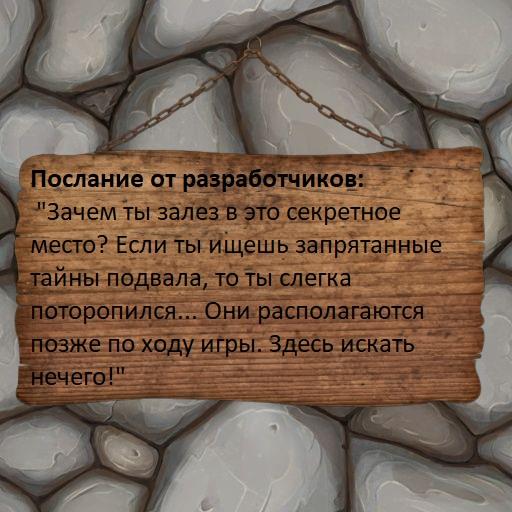 Послание от разработчиков:
"Зачем ты залез в это секретное
место? Если ты ищешь запрятанные
тайны подвала, то ты слегка
поторопился... Они располагаются
позже по ходу игры. Здесь искать
нечего!"